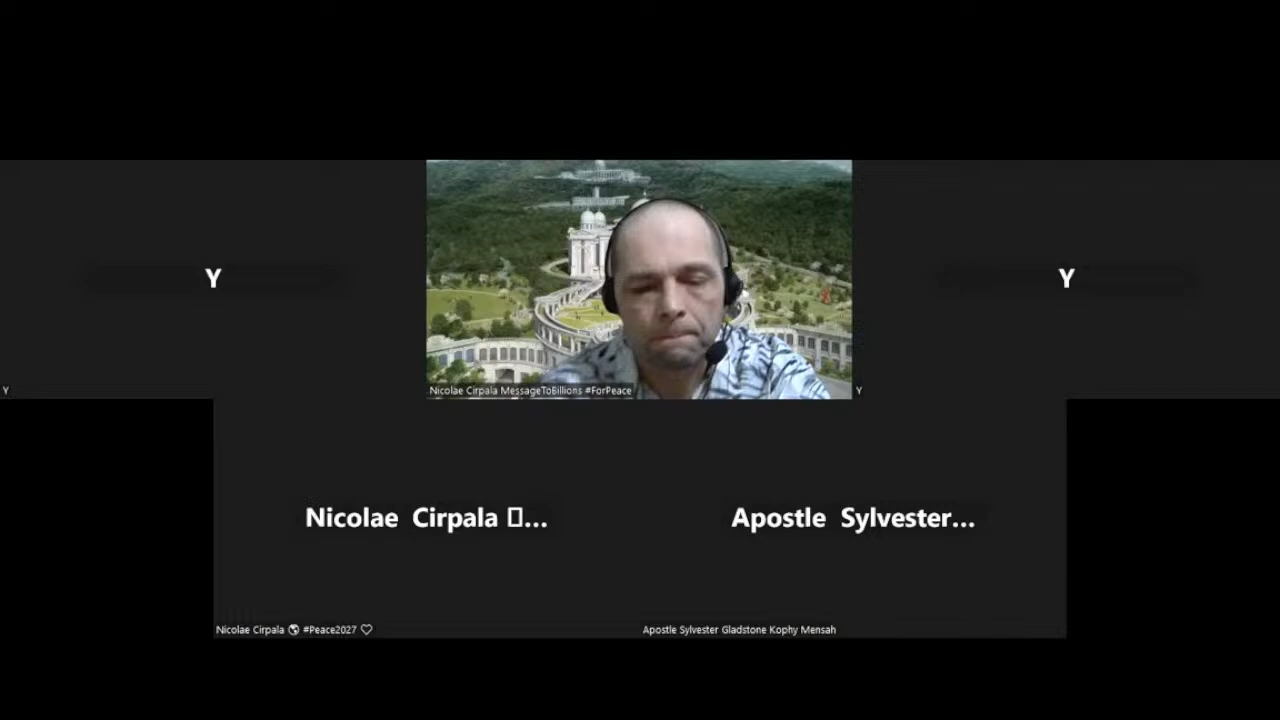 Y
Y
Nicolae Cirpala MessageToBillions #ForPeace
Y
Y
Nicolae Cirpala ▯...
Apostle Sylvester...
Nicolae Cirpala 🌎 #Peace2027 ♡
Apostle Sylvester Gladstone Kophy Mensah